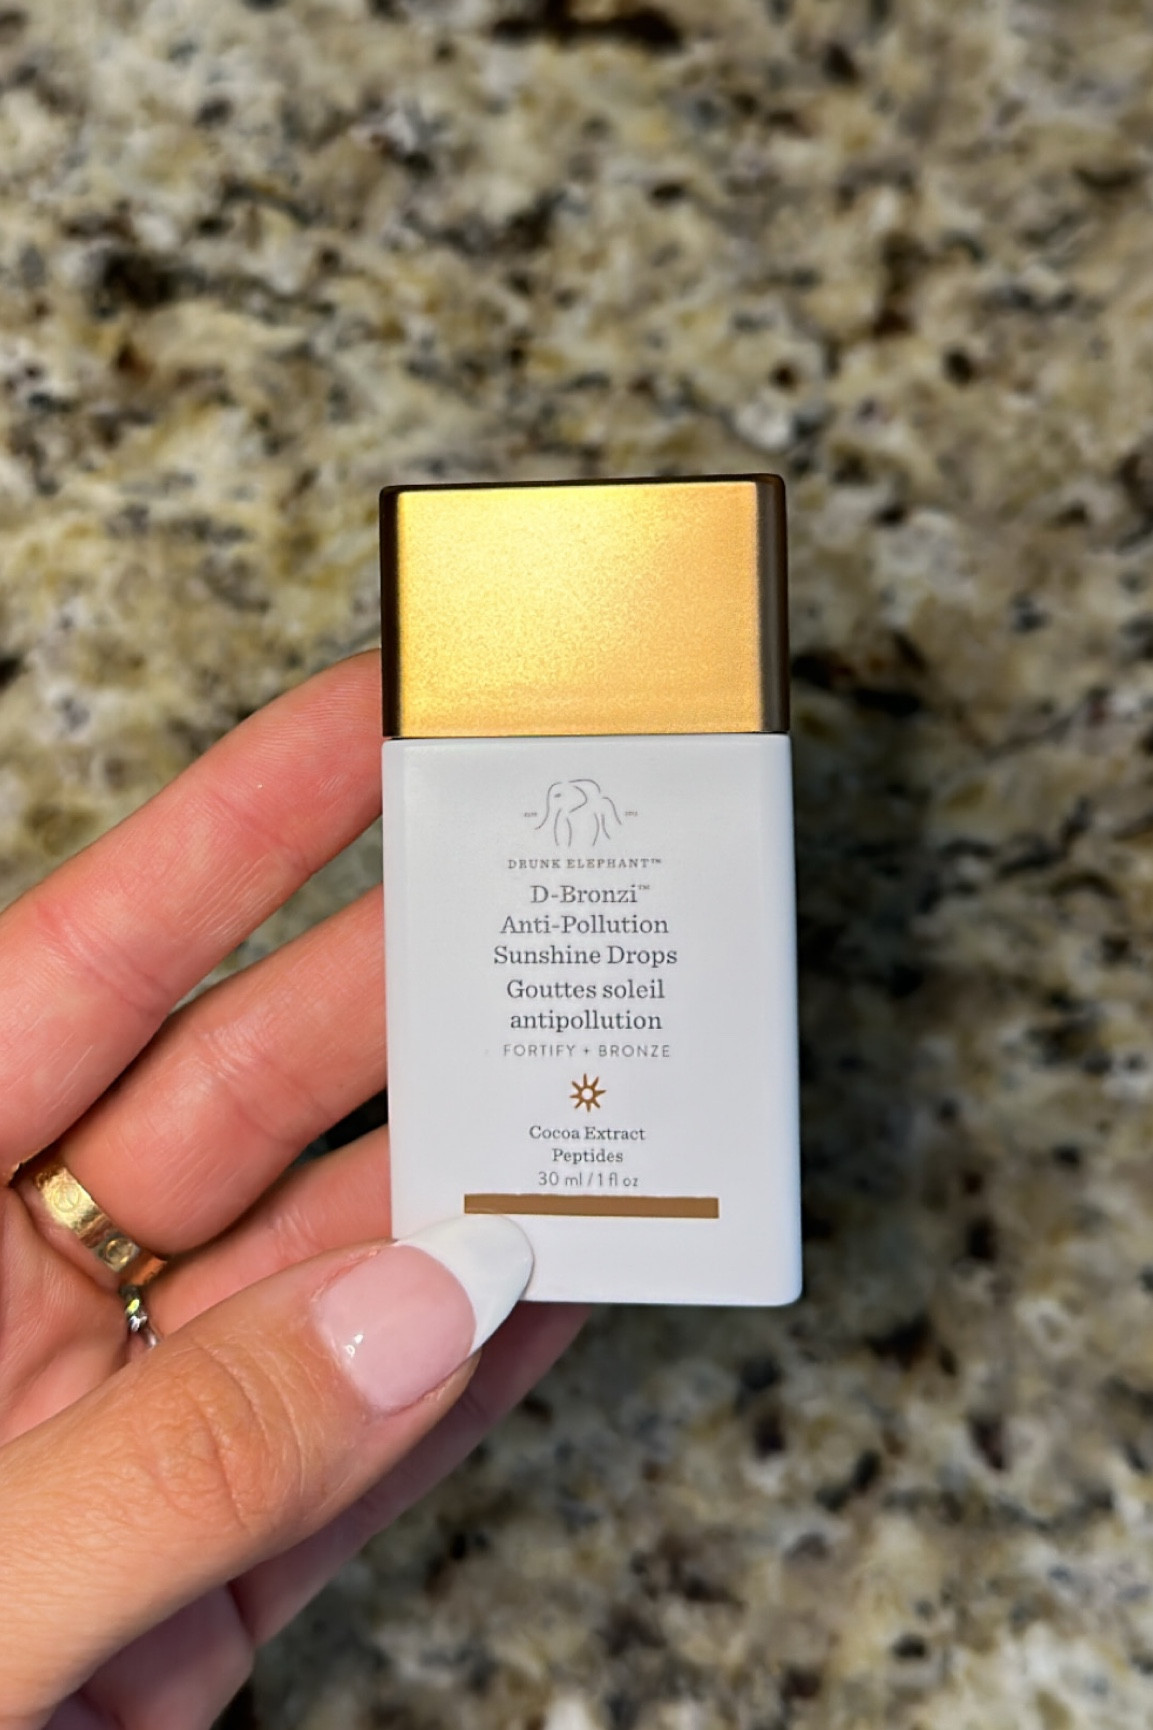 DRUNK ELEPHANT™
D-Bronzi™
Anti-Pollution
Sunshine Drops
Gouttes soleil
antipollution
FORTIFY + BRONZE
Cocoa Extract
Peptides
30 ml / 1 fl oz